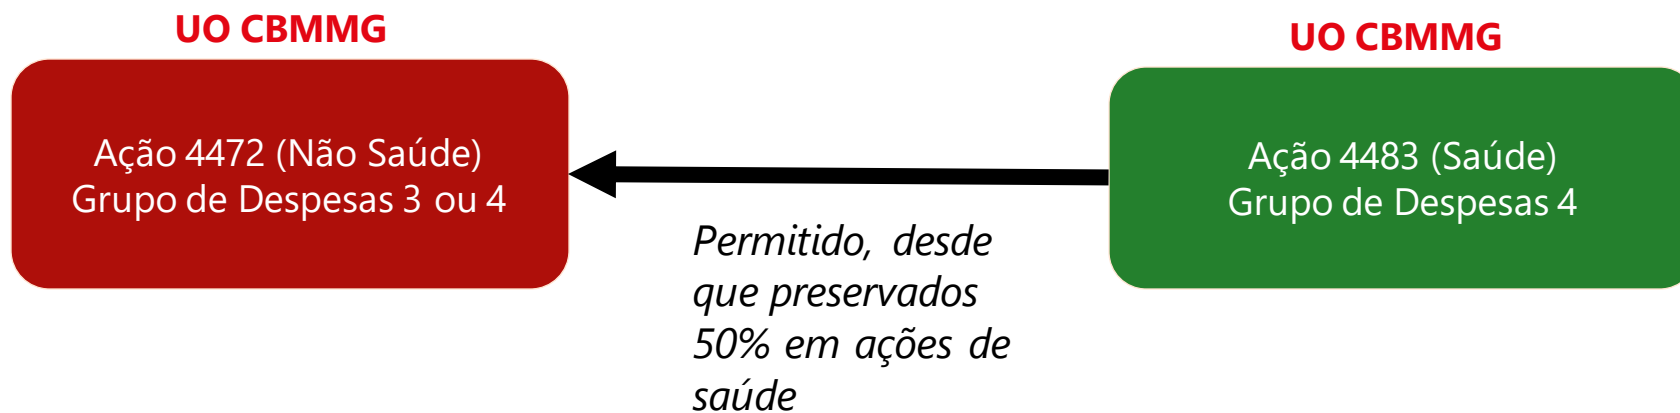 UO CBMMG
Ação 4472 (Não Saúde)
Grupo de Despesas 3 ou 4
Permitido, desde
que preservados
50% em ações de
saúde
UO CBMMG
Ação 4483 (Saúde)
Grupo de Despesas 4